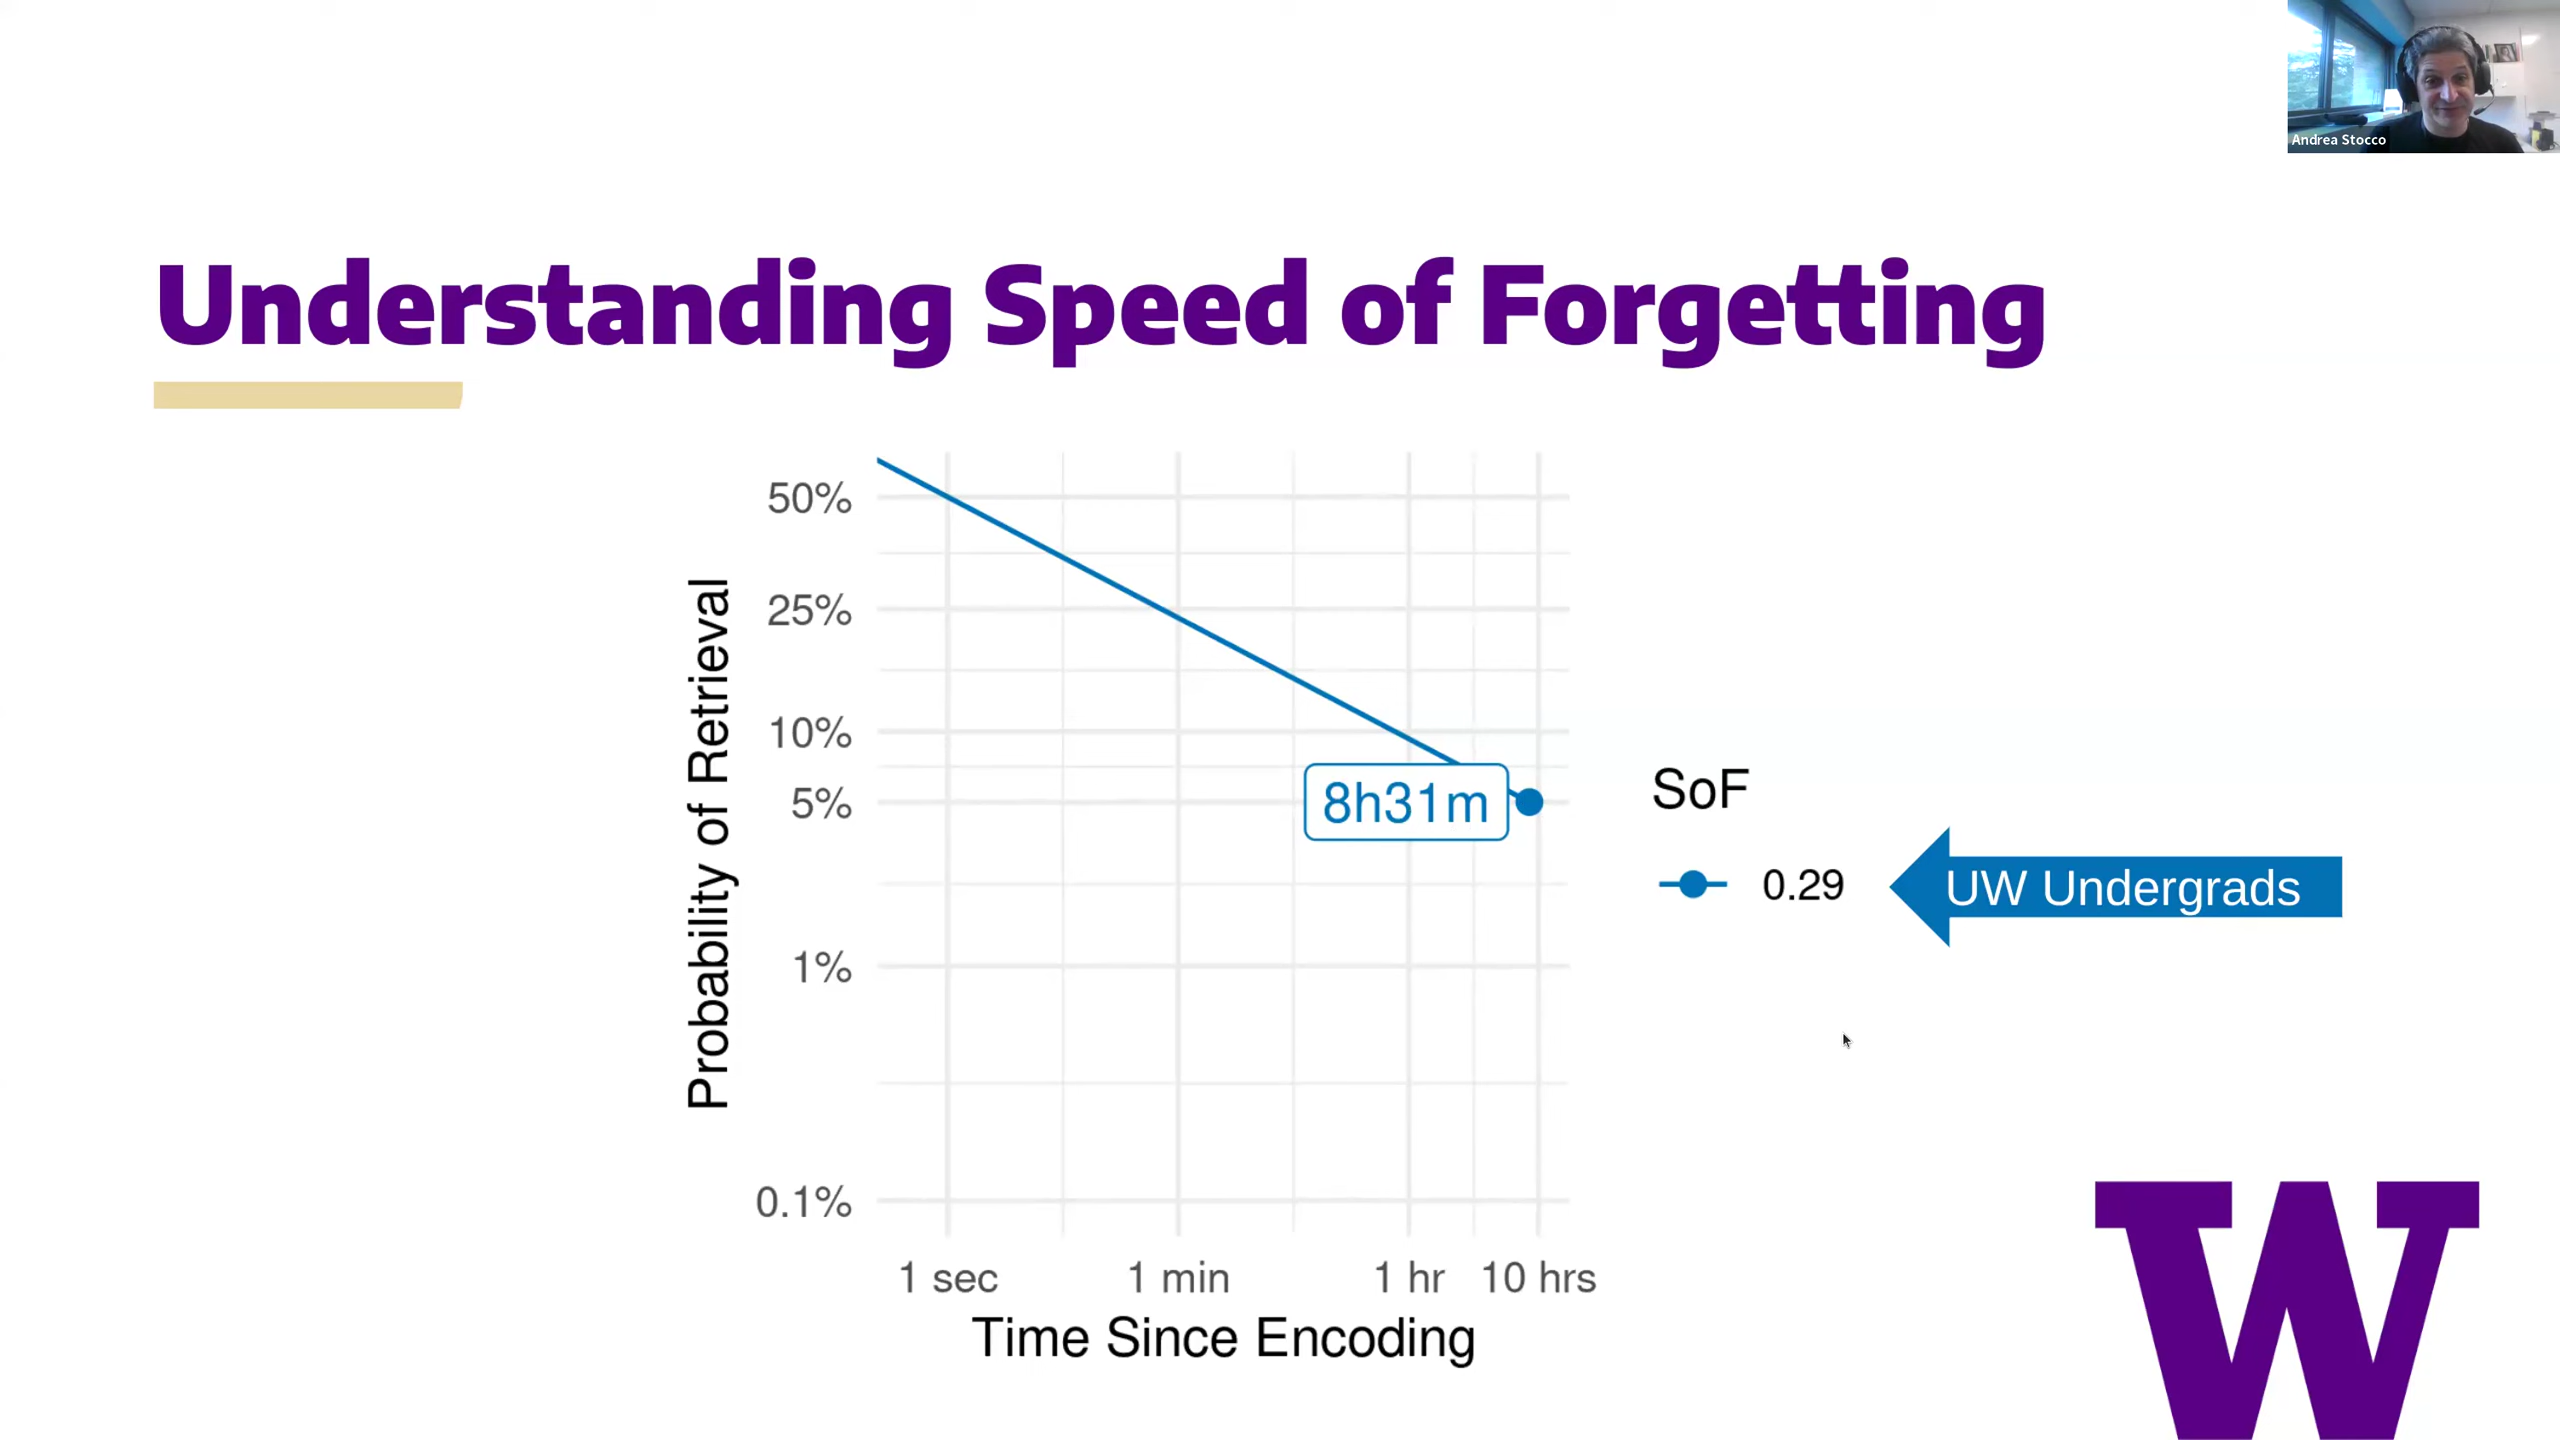 Andrea Stocco
Understanding Speed of Forgetting
Probability of Retrieval
50%
25%
10%
5%
1%
0.1%
8h31m
1 sec
1 min
1 hr
10 hrs
Time Since Encoding
SoF
0.29
UW Undergrads
W